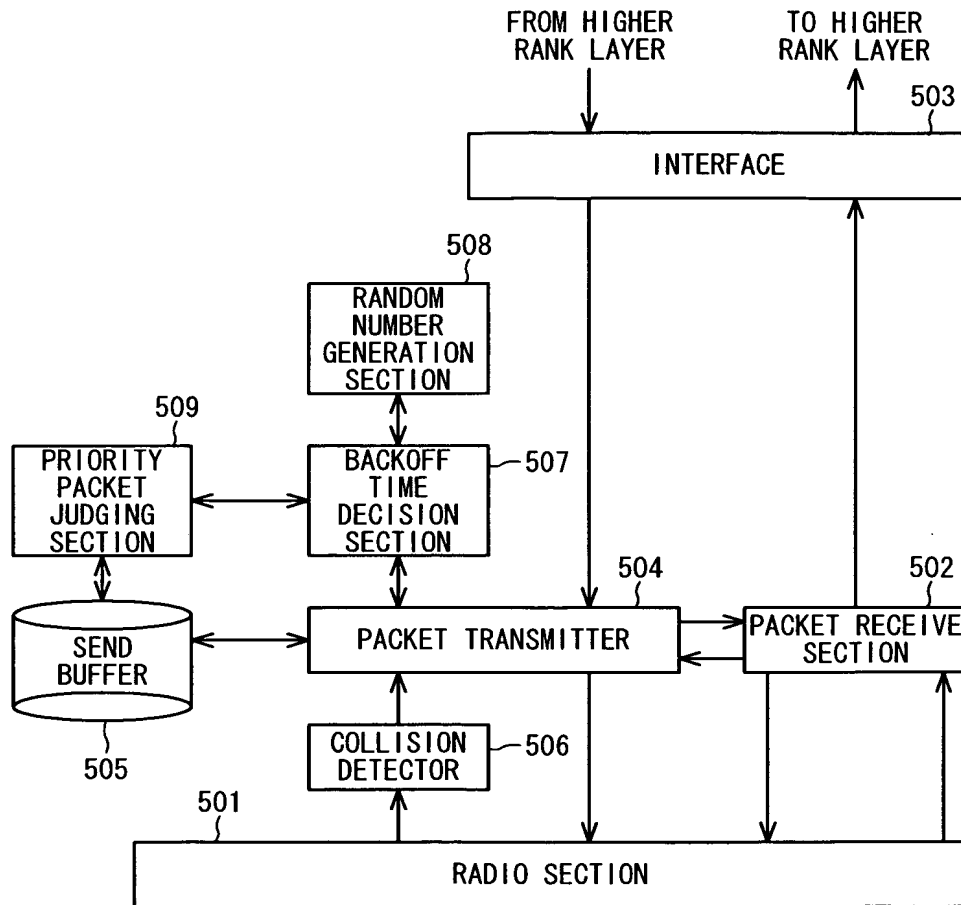 FROM HIGHER
RANK LAYER
TO HIGHER
RANK LAYER
503
INTERFACE
508
RANDOM
NUMBER
GENERATION
SECTION
509
PRIORITY
PACKET
JUDGING
SECTION
BACKOFF
TIME
DECISION
SECTION
507
504
502
SEND
BUFFER
PACKET TRANSMITTER
PACKET RECEIVE
SECTION
505
COLLISION
DETECTOR
506
501
RADIO SECTION